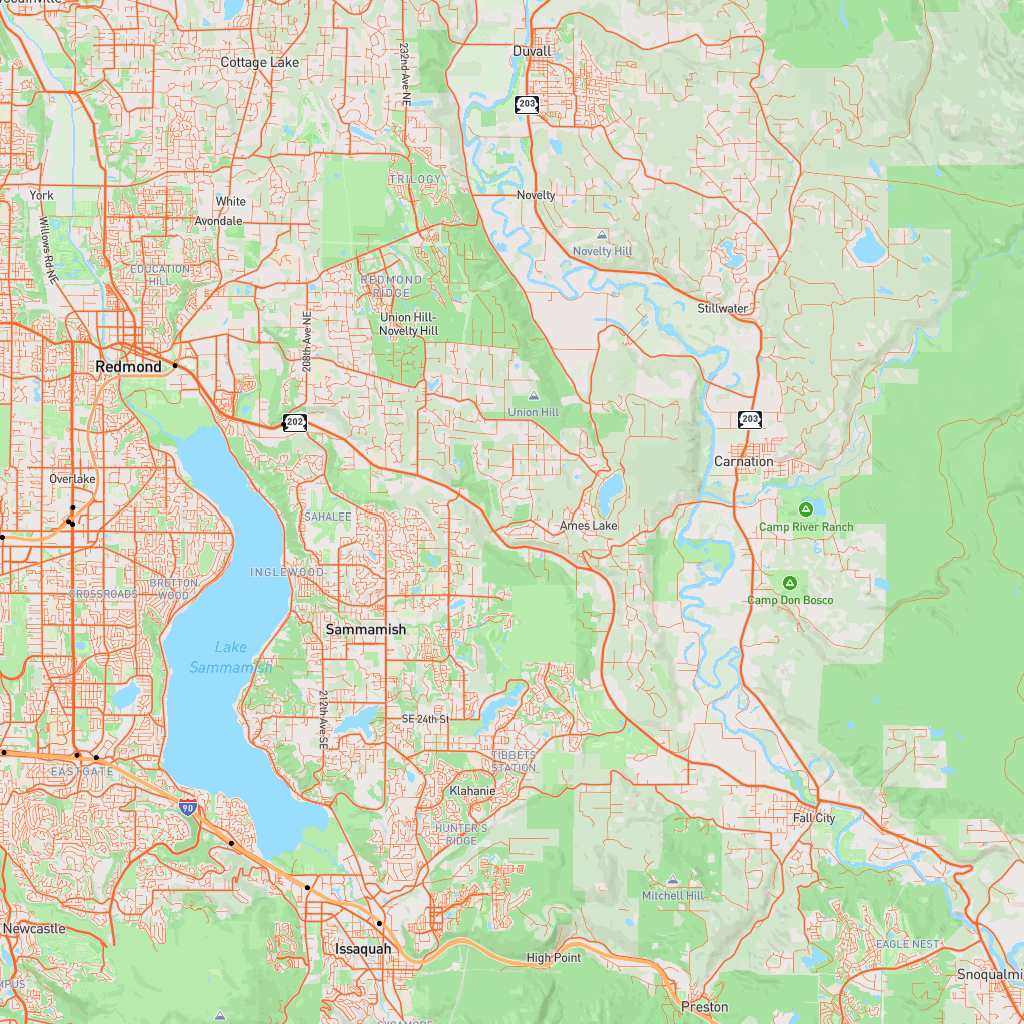 Duvall
Cottage Lake
232nd Ave NE
203
TRILOGY
York
White
Novelty
Avondale
Willows Rd NE
Novelty Hill
EDUCATION
HILL
REDMOND
RIDGE
Stillwater
Union Hill-
Novelty Hill
208th Ave NE
Redmond
Union Hill
202
203
Carnation
Overlake
SAHALEE
Ames Lake
Camp River Ranch
INGLEWOOD
BRETTON
WOOD
CROSSROADS
Camp Don Bosco
Sammamish
Lake
Sammamish
212th Ave SE
SE 24th St
TIBBETS
STATION
EASTGATE
Klahanie
90
Fall City
HUNTER'S
RIDGE
Mitchell Hill
Newcastle
Issaquah
High Point
EAGLE NEST
Preston